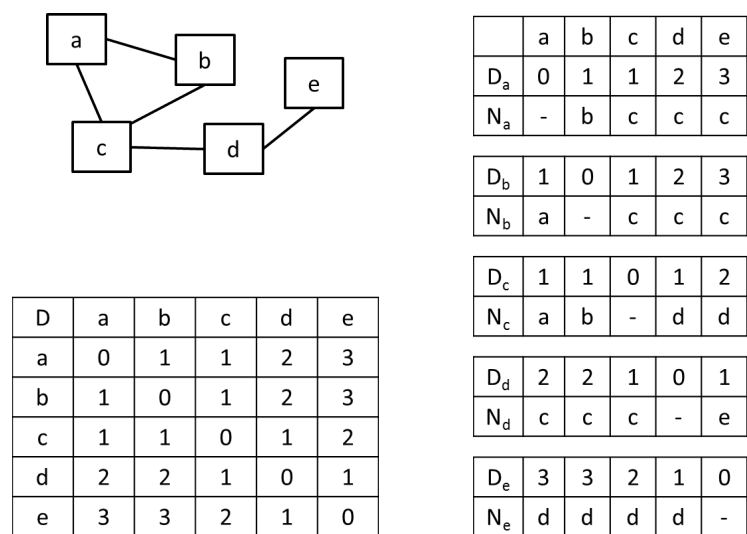 a
b
e
c
d
a b c d e
Da 0 1 1 2 3
Na - b c c c
Db 1 0 1 2 3
Nb a - c c c
Dc 1 1 0 1 2
Nc a b - d d
Dd 2 2 1 0 1
Nd c c c - e
De 3 3 2 1 0
Ne d d d d -
D a b c d e
a 0 1 1 2 3
b 1 0 1 2 3
c 1 1 0 1 2
d 2 2 1 0 1
e 3 3 2 1 0